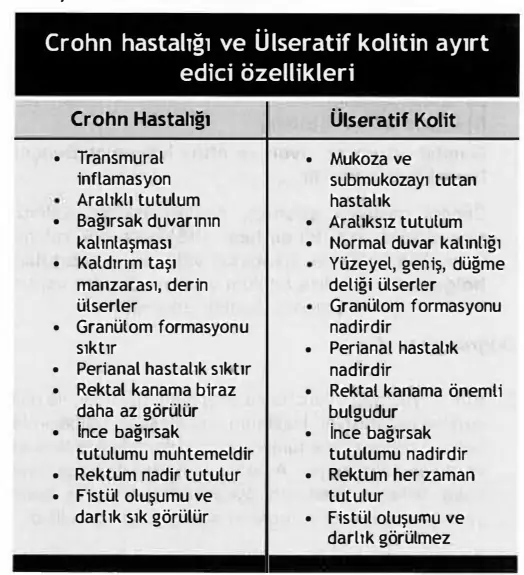 Crohn hastalığı ve Ülseratif kolitin ayırt
edici özellikleri
Crohn Hastalığı
• Transmural
inflamasyon
• Aralıklı tutulum
• Bağırsak duvarının
kalınlaşması
• Kaldırım taşı
manzarası, derin
ülserler
• Granülom formasyonu
sıktır
• Perianal hastalık sıktır
• Rektal kanama biraz
daha az görülür
• İnce bağırsak
tutulumu muhtemeldir
• Rektum nadir tutulur
• Fistül oluşumu ve
darlık sık görülür
Ülseratif Kolit
• Mukoza ve
submukozayı tutan
hastalık
• Ardışık tutulum
• Normal duvar kalınlığı
• Yüzeyel, geniş, düğme
deliği ülserler
• Granülom formasyonu
nadirdir
• Perianal hastalık
nadirdir
• Rektal kanama önemli
bulgudur
• İnce bağırsak
tutulumu nadirdir
• Rektum her zaman
tutulur
• Fistül oluşumu ve
darlık görülmez